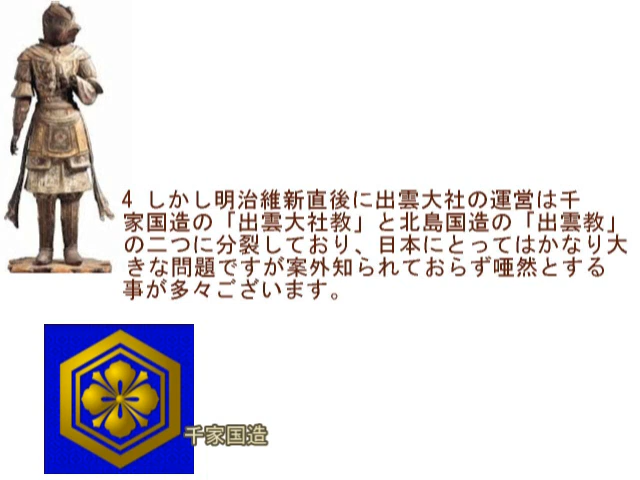 4 しかし明治維新直後に出雲大社の運営は千
家国造の「出雲大社教」と北島国造の「出雲教」
の二つに分裂しており、日本にとってはかなり大
きな問題ですが案外知られておらず唖然とする
事が多々ございます。
千家国造